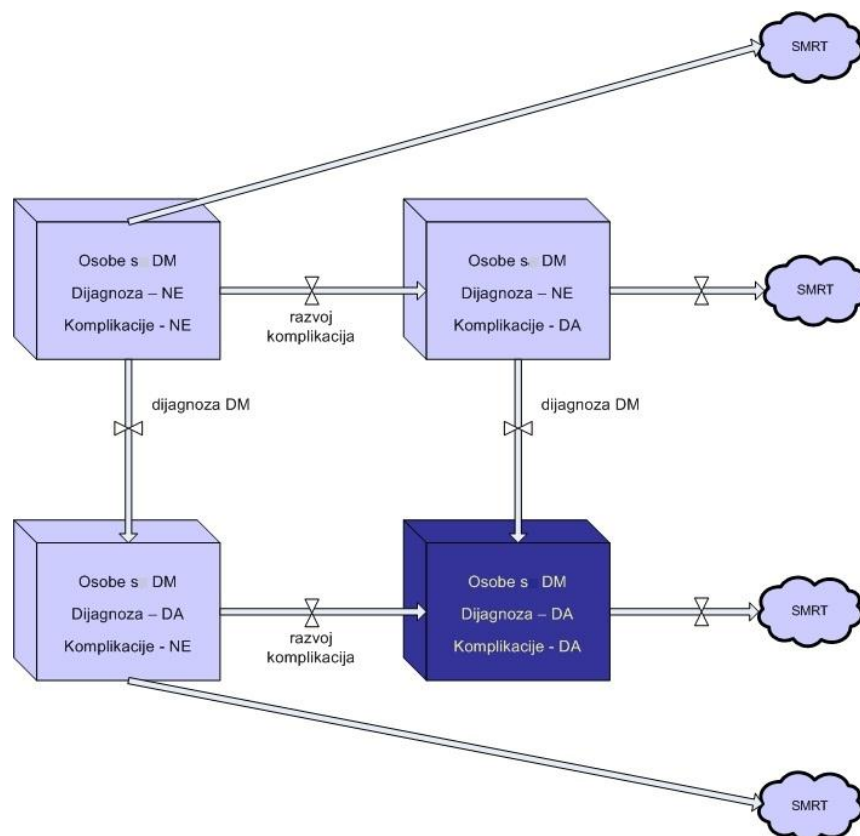 SMRT
Osobe s DM
Dijagnoza – NE
Komplikacije - NE
razvoj
komplikacija
Osobe s DM
Dijagnoza – NE
Komplikacije - DA
SMRT
dijagnoza DM
dijagnoza DM
Osobe s DM
Dijagnoza – DA
Komplikacije - NE
razvoj
komplikacija
Osobe s DM
Dijagnoza – DA
Komplikacije - DA
SMRT
SMRT